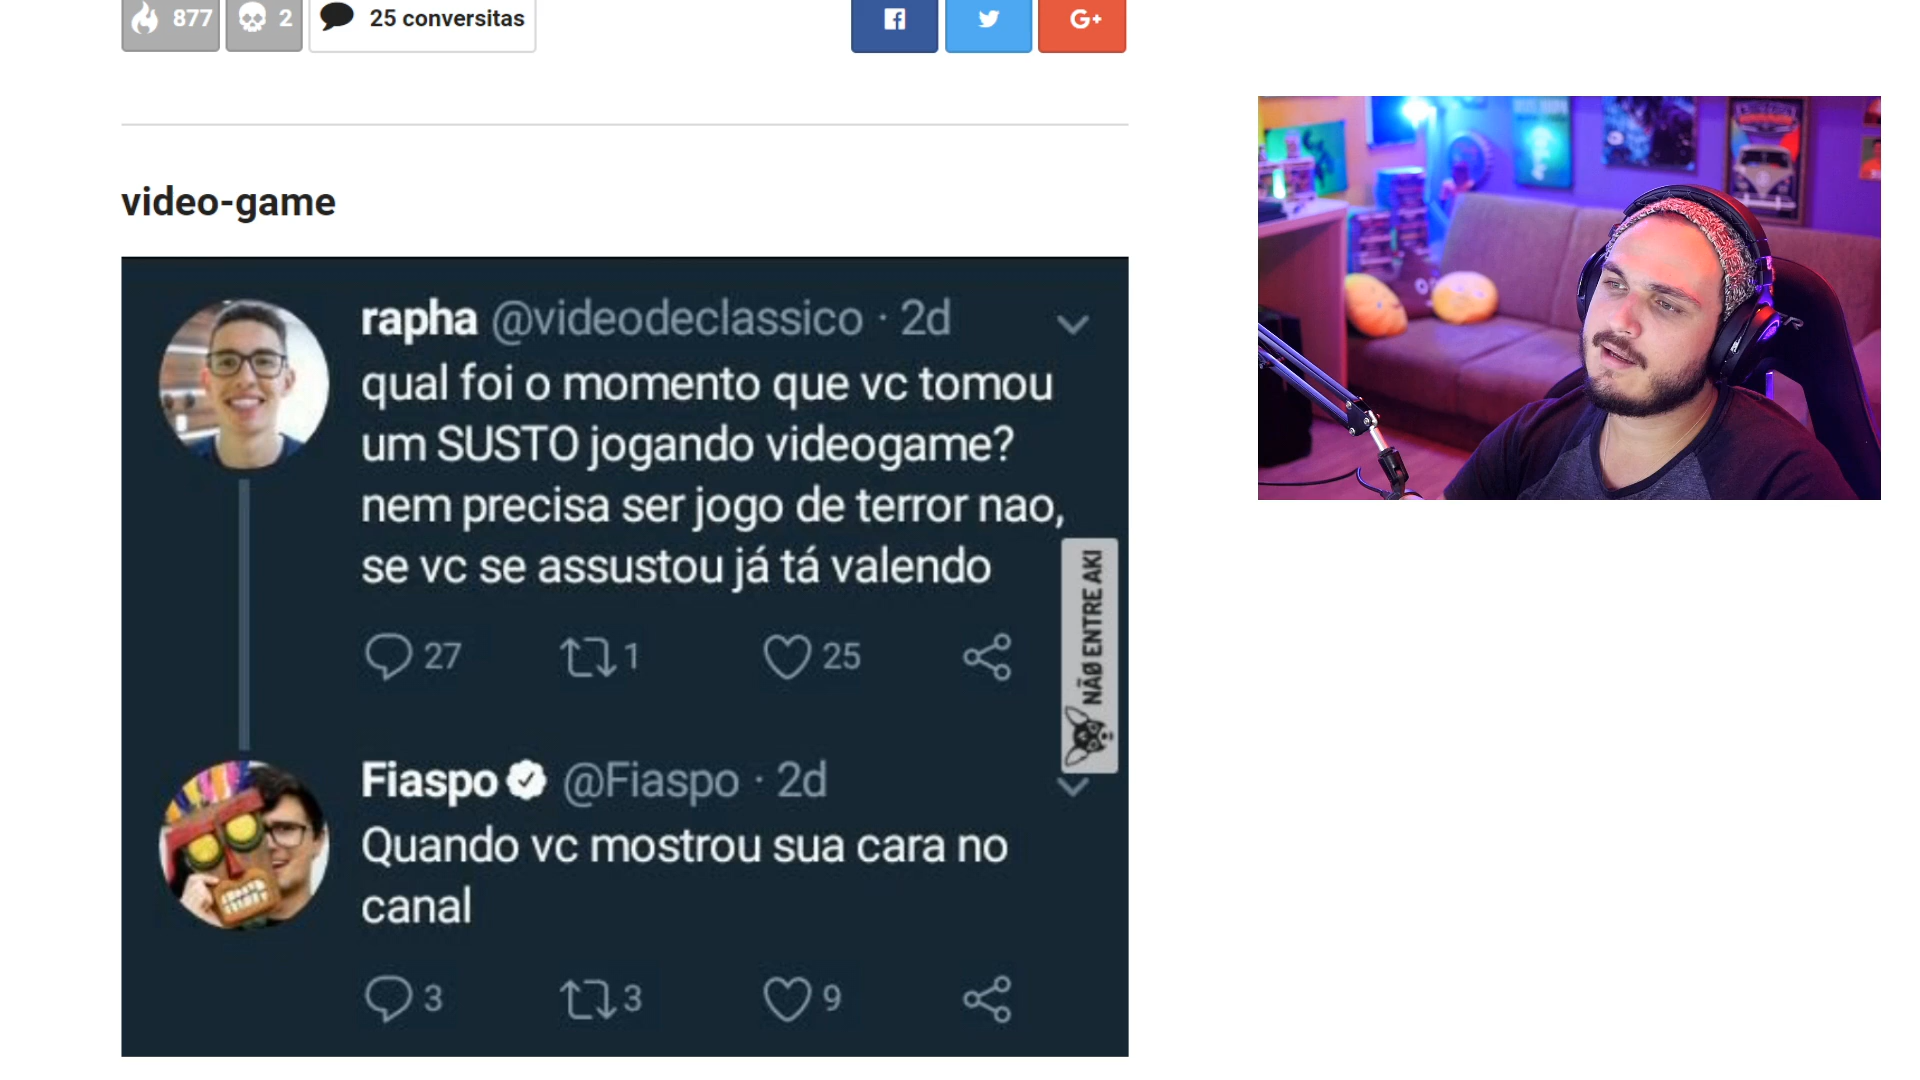 877
2
25 conversitas
G+
video-game
rapha @videodeclassico · 2d
qual foi o momento que vc tomou
um SUSTO jogando videogame?
nem precisa ser jogo de terror nao,
se vc se assustou já tá valendo
27
1
25
NÃØ ENTRE AKI
Fiaspo @Fiaspo · 2d
Quando vc mostrou sua cara no
canal
3
3
9